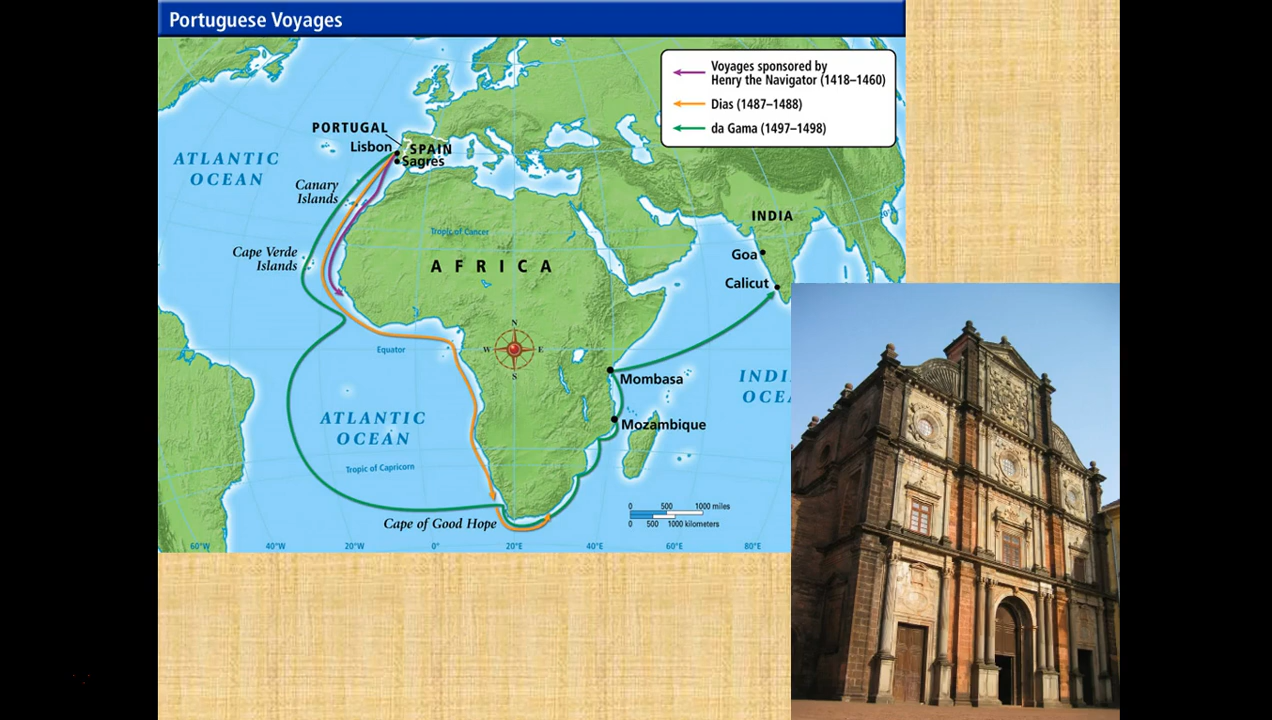 Portuguese Voyages
Voyages sponsored by
Henry the Navigator (1418–1460)
Dias (1487–1488)
da Gama (1497–1498)
PORTUGAL
Lisbon
SPAIN
Sagres
ATLANTIC
OCEAN
Canary
Islands
Cape Verde
Islands
Tropic of Cancer
AFRICA
INDIA
Goa
Calicut
20°
N
W
E
S
Equator
Mombasa
INDI
OCEA
Mozambique
ATLANTIC
OCEAN
Tropic of Capricorn
Cape of Good Hope
0 500 1000 miles
0 500 1000 kilometers
60°W 40°W 20°W 0° 20°E 40°E 60°E 80°E